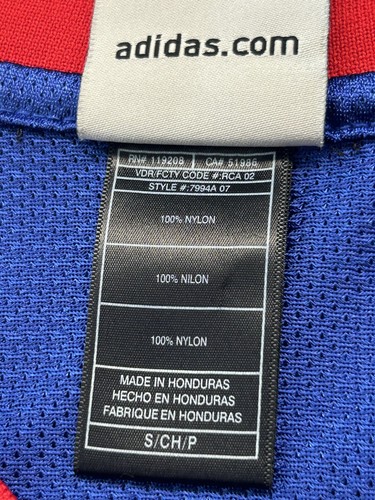 adidas.com
RN# 119208 CA# 51985
VDR/FCTY CODE #:RCA 02
STYLE #:7994A 07
100% NYLON
100% NILON
100% NYLON
MADE IN HONDURAS
HECHO EN HONDURAS
FABRIQUE EN HONDURAS
S/CH/P